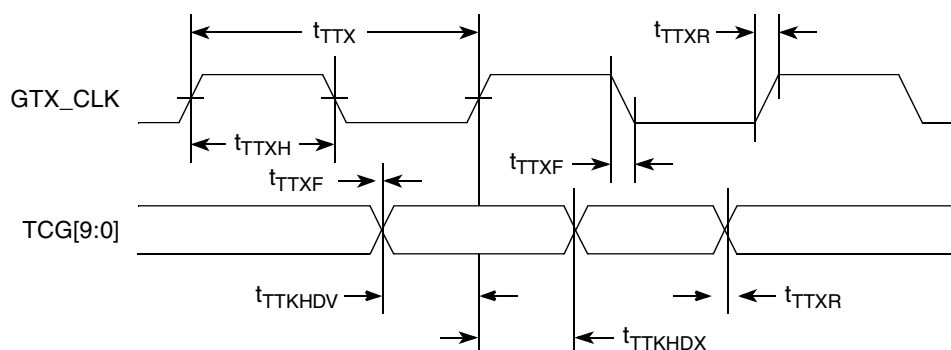 tTTX
tTTXR
GTX_CLK
tTTXH
tTTXF
tTTXF
TCG[9:0]
tTTKHDV
tTTXR
tTTKHDX